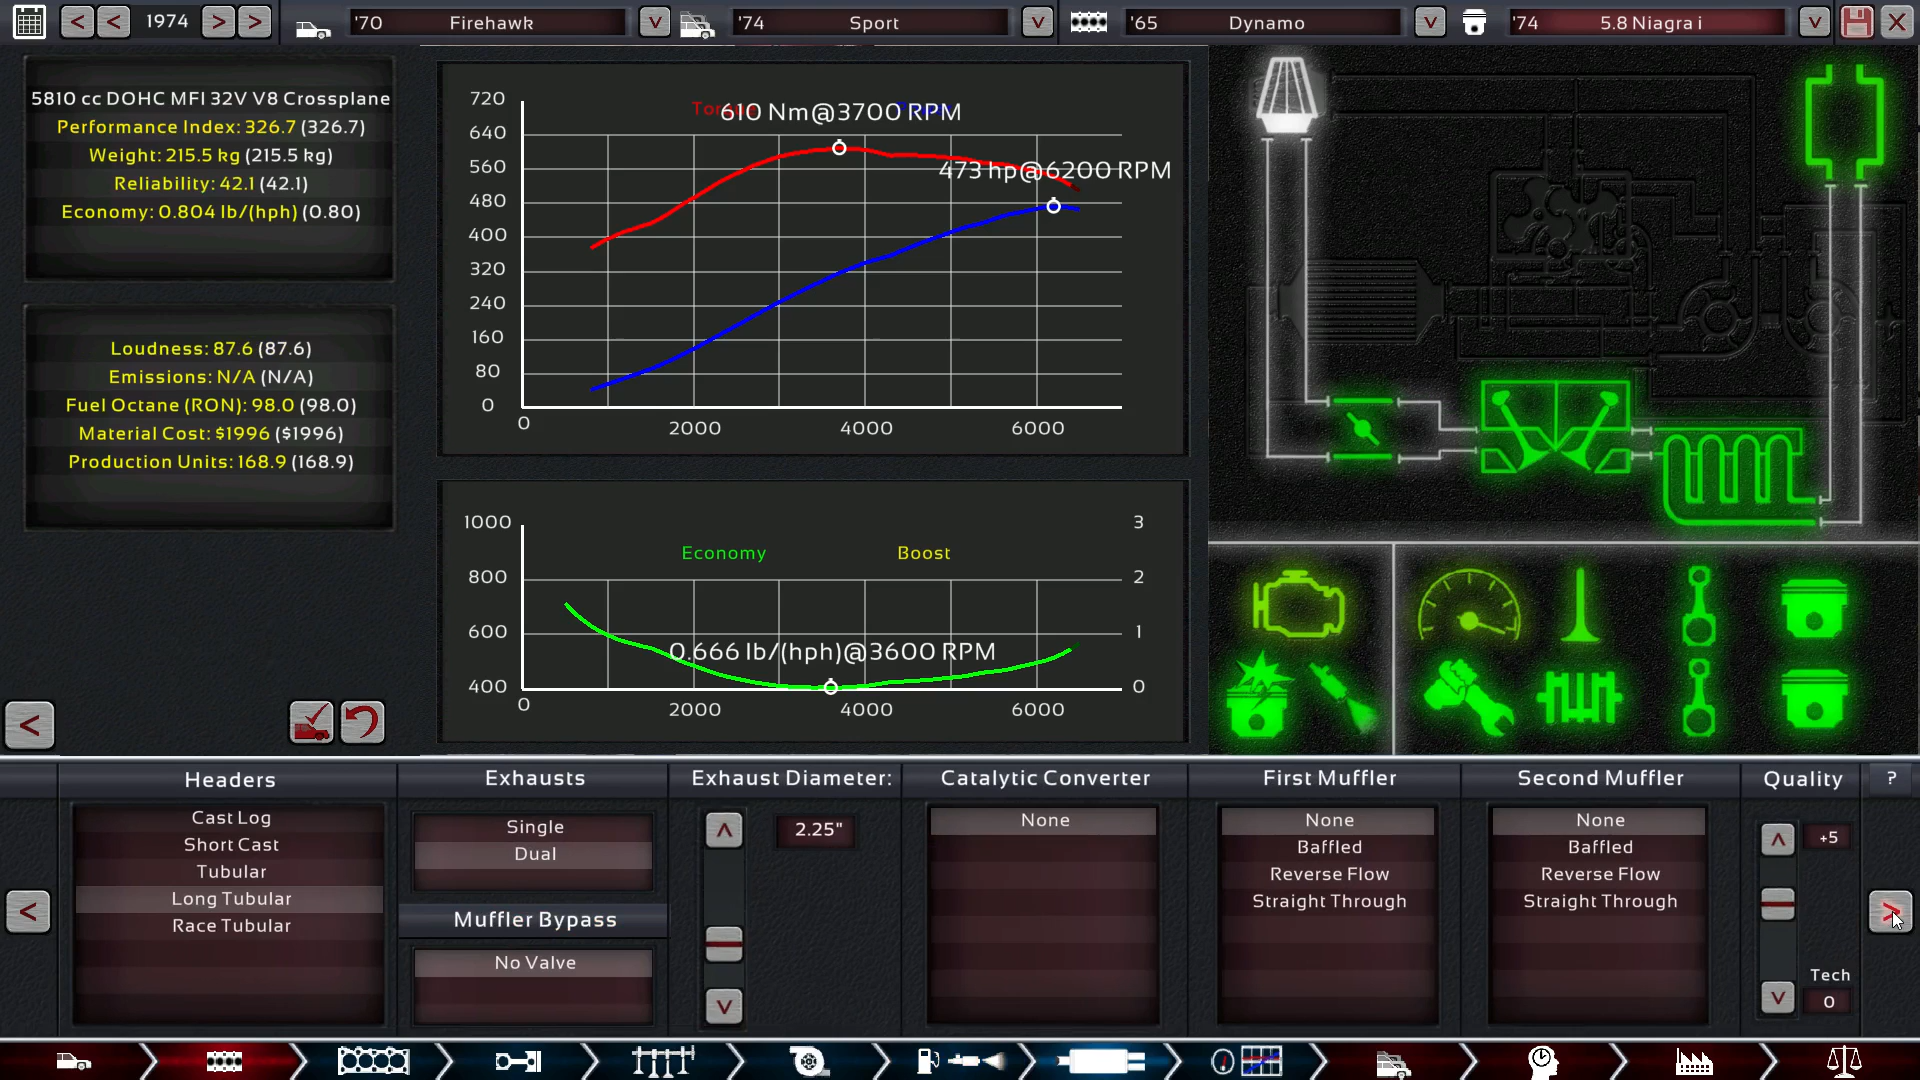 1974
'70 Firehawk
'74 Sport
'65 Dynamo
'74 5.8 Niagra i
5810 cc DOHC MFI 32V V8 Crossplane
Performance Index: 326.7 (326.7)
Weight: 215.5 kg (215.5 kg)
Reliability: 42.1 (42.1)
Economy: 0.804 lb/(hph) (0.80)
Loudness: 87.6 (87.6)
Emissions: N/A (N/A)
Fuel Octane (RON): 98.0 (98.0)
Material Cost: $1996 ($1996)
Production Units: 168.9 (168.9)
610 Nm@3700 RPM
473 hp@6200 RPM
720
640
560
480
400
320
240
160
80
0
0 2000 4000 6000
1000 3
Economy Boost
800 2
600 1
0.666 lb/(hph)@3600 RPM
400 0
0 2000 4000 6000
Headers
Cast Log
Short Cast
Tubular
Long Tubular
Race Tubular
Exhausts
Single
Dual
Muffler Bypass
No Valve
Exhaust Diameter:
2.25"
Catalytic Converter
None
First Muffler
None
Baffled
Reverse Flow
Straight Through
Second Muffler
None
Baffled
Reverse Flow
Straight Through
Quality
+5
Tech
0
?